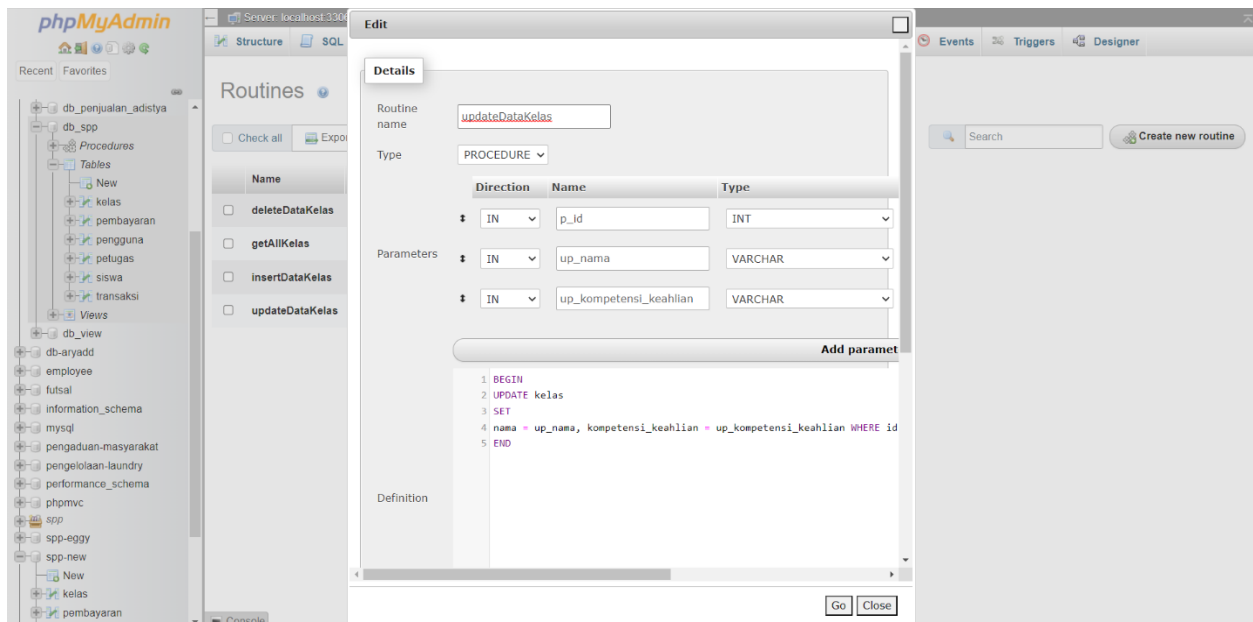 phpMyAdmin
Recent Favorites
db_penjualan_adistya
db_spp
Procedures
Tables
New
kelas
pembayaran
pengguna
petugas
siswa
transaksi
Views
db_view
db-aryadd
employee
futsal
information_schema
mysql
pengaduan-masyarakat
pengelolaan-laundry
performance_schema
phpmvc
spp
spp-eggy
spp-new
New
kelas
pembayaran
Server: localhost:3306
Structure SQL
Routines
Check all Expor
Name
deleteDataKelas
getAllKelas
insertDataKelas
updateDataKelas
Console
Edit
Details
Routine name updateDataKelas
Type PROCEDURE
Direction Name Type
IN p_id INT
Parameters IN up_nama VARCHAR
IN up_kompetensi_keahlian VARCHAR
Add paramet
1 BEGIN
2 UPDATE kelas
3 SET
4 nama = up_nama, kompetensi_keahlian = up_kompetensi_keahlian WHERE id
5 END
Definition
Go Close
Events Triggers Designer
Search Create new routine